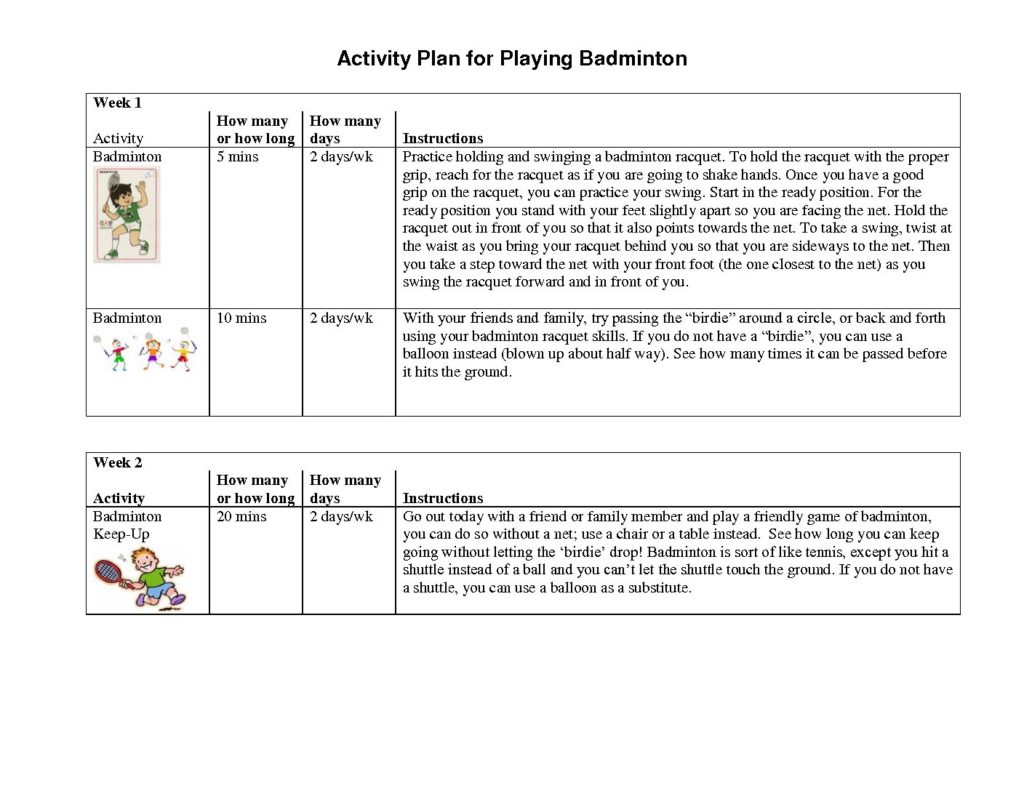 Activity Plan for Playing Badminton
Week 1
Activity
How many
or how long
How many
days
Instructions
Badminton
5 mins
2 days/wk
Practice holding and swinging a badminton racquet. To hold the racquet with the proper
grip, reach for the racquet as if you are going to shake hands. Once you have a good
grip on the racquet, you can practice your swing. Start in the ready position. For the
ready position you stand with your feet slightly apart so you are facing the net. Hold the
racquet out in front of you so that it also points towards the net. To take a swing, twist at
the waist as you bring your racquet behind you so that you are sideways to the net. Then
you take a step toward the net with your front foot (the one closest to the net) as you
swing the racquet forward and in front of you.
Badminton
10 mins
2 days/wk
With your friends and family, try passing the “birdie” around a circle, or back and forth
using your badminton racquet skills. If you do not have a “birdie”, you can use a
balloon instead (blown up about half way). See how many times it can be passed before
it hits the ground.
Week 2
Activity
How many
or how long
How many
days
Instructions
Badminton
Keep-Up
20 mins
2 days/wk
Go out today with a friend or family member and play a friendly game of badminton,
you can do so without a net; use a chair or a table instead.  See how long you can keep
going without letting the ‘birdie’ drop! Badminton is sort of like tennis, except you hit a
shuttle instead of a ball and you can’t let the shuttle touch the ground. If you do not have
a shuttle, you can use a balloon as a substitute.